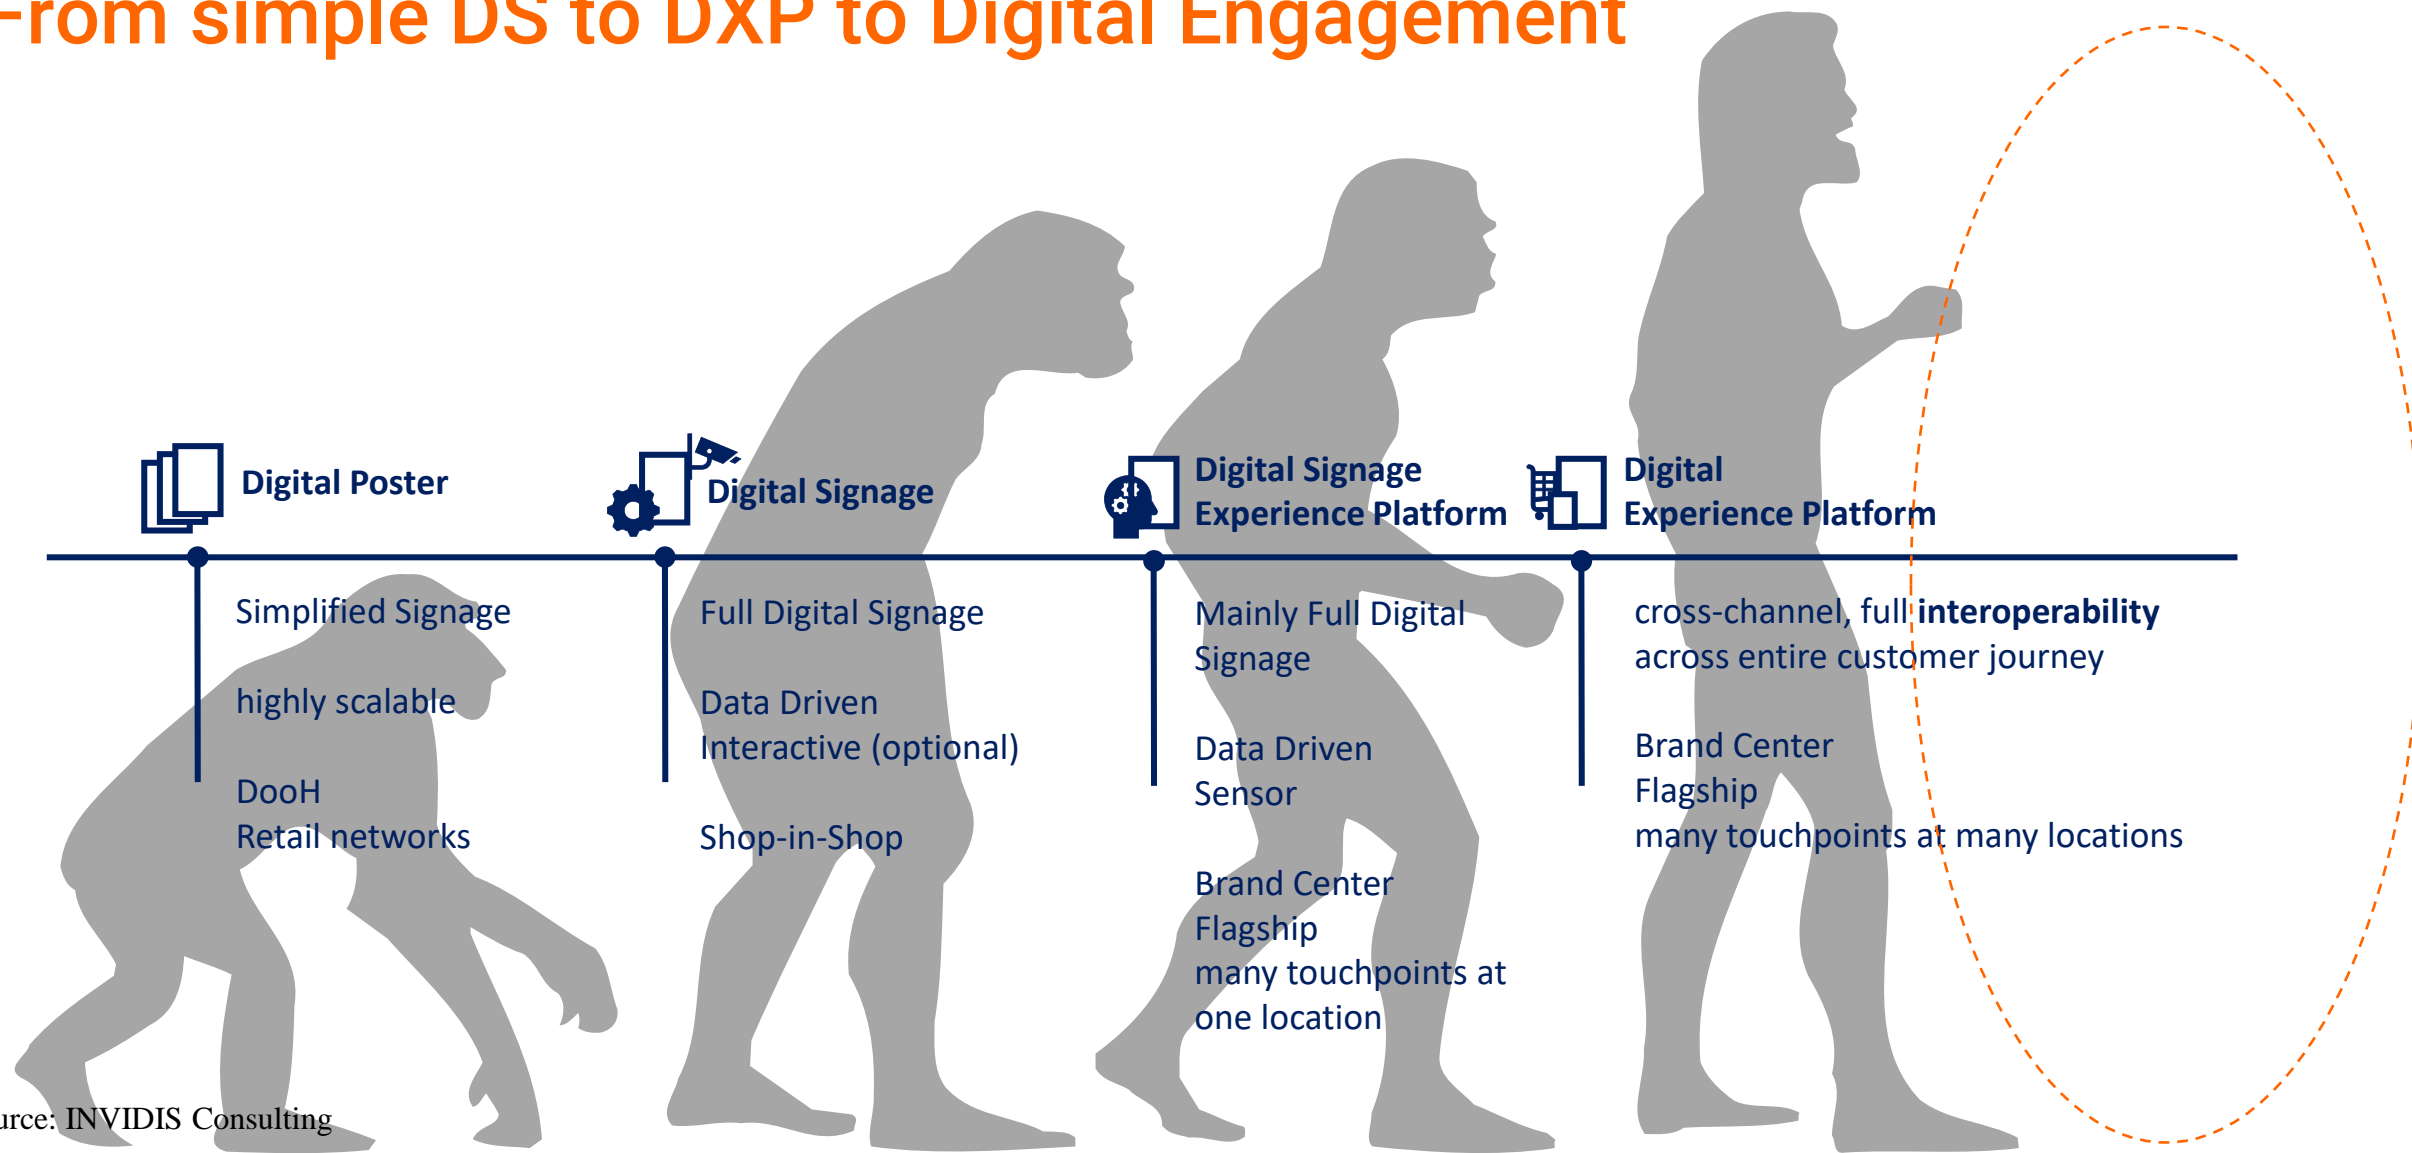 From simple DS to DXP to Digital Engagement
Digital Poster
Simplified Signage
highly scalable
DooH
Retail networks
Digital Signage
Full Digital Signage
Data Driven
Interactive (optional)
Shop-in-Shop
Digital Signage
Experience Platform
Mainly Full Digital
Signage
Data Driven
Sensor
Brand Center
Flagship
many touchpoints at
one location
Digital
Experience Platform
cross-channel, full interoperability
across entire customer journey
Brand Center
Flagship
many touchpoints at many locations
urce: INVIDIS Consulting